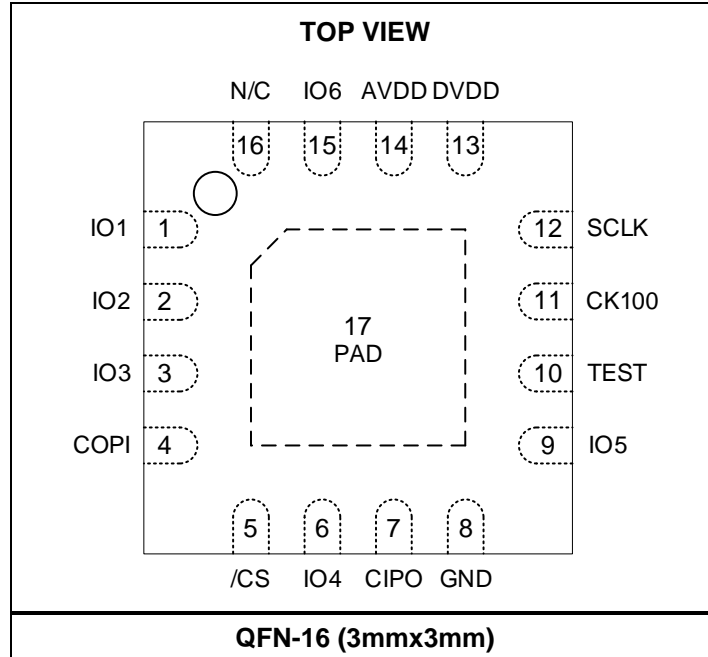 TOP VIEW
N/C IO6 AVDD DVDD
16 15 14 13
IO1 1 12 SCLK
IO2 2 11 CK100
17
PAD
IO3 3 10 TEST
COPI 4 9 IO5
5 6 7 8
/CS IO4 CIPO GND
QFN-16 (3mmx3mm)